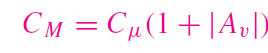 C_M = C_μ(1 + |A_v|)